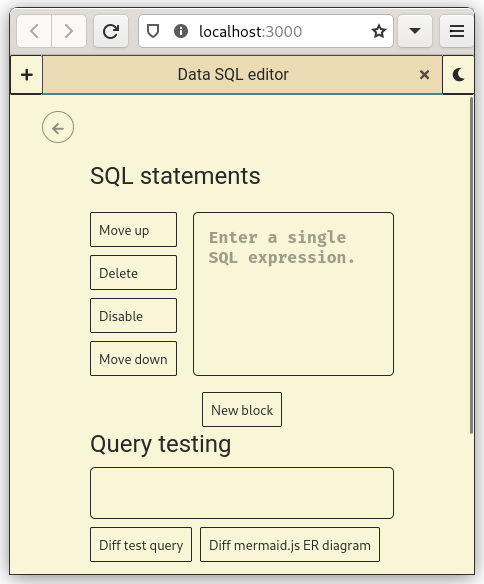 localhost:3000
+ Data SQL editor ×
SQL statements
Move up
Delete
Disable
Move down
Enter a single
SQL expression.
New block
Query testing
Diff test query
Diff mermaid.js ER diagram